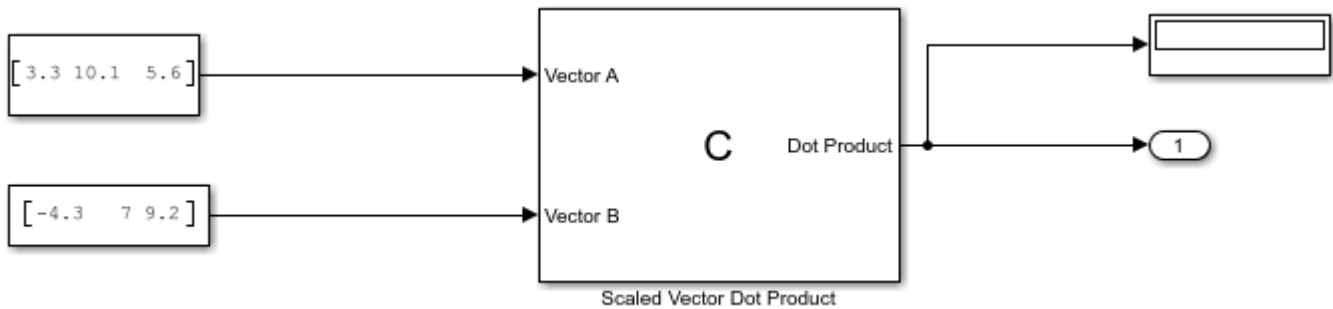 [3.3 10.1 5.6]
Vector A
C
Dot Product
1
[-4.3 7 9.2]
Vector B
Scaled Vector Dot Product